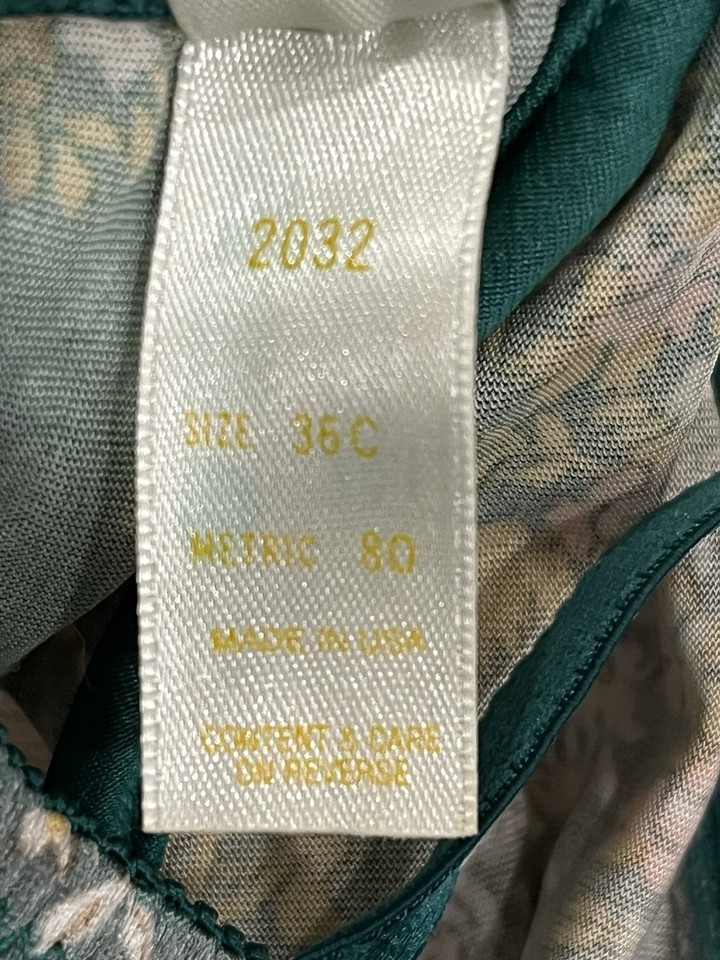 2032
SIZE 36C
METRIC 80
MADE IN USA
CONTENT & CARE
ON REVERSE